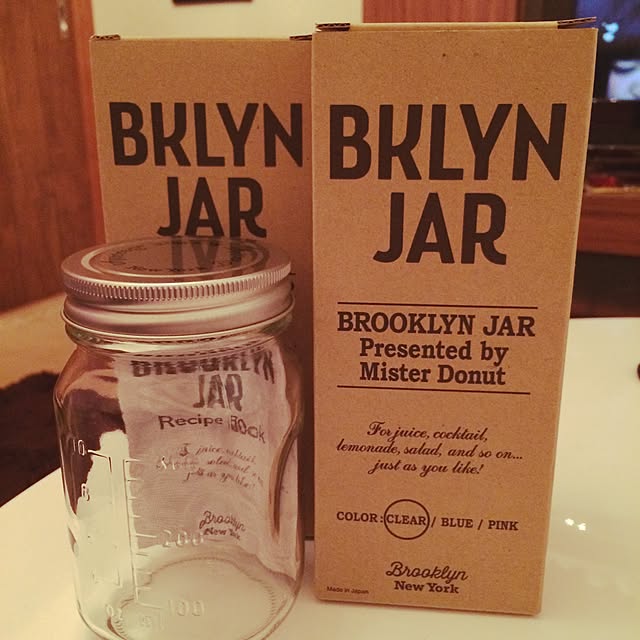 BKLYN
JAR
BKLYN
JAR
BROOKLYN JAR
Presented by
Mister Donut
For juice, cocktail,
lemonade, salad, and so on...
just as you like!
COLOR: CLEAR / BLUE / PINK
Brooklyn
New York
Made in Japan
BROOKLYN
JAR
Recipe Book
Brooklyn
New York
200
100